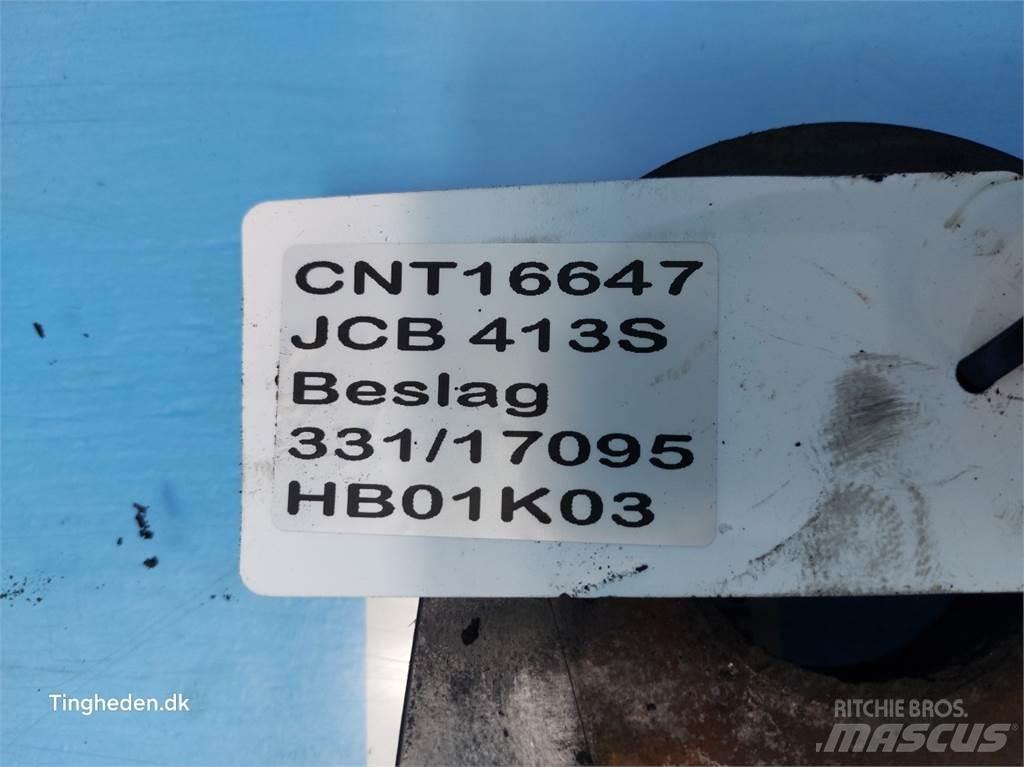 CNT16647
JCB 413S
Beslag
331/17095
HB01K03
Tingheden.dk
RITCHIE BROS.
MASCUS